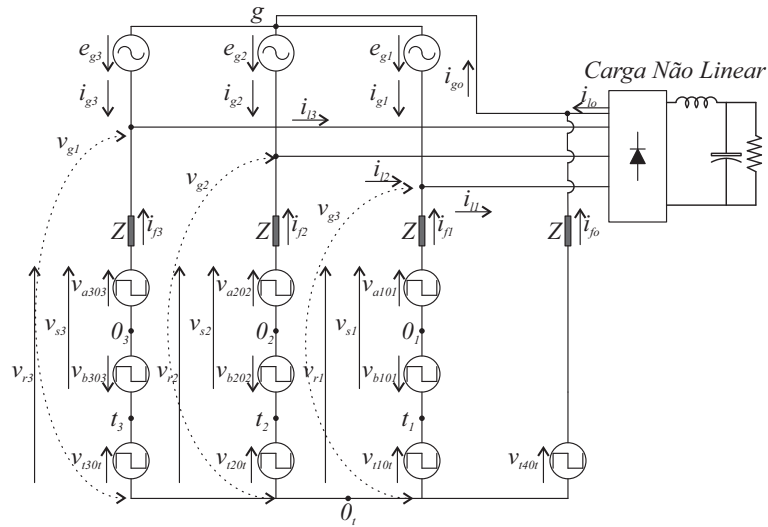 g
e_g3
e_g2
e_g1
i_go
Carga Não Linear
i_g3
i_g2
i_g1
i_lo
i_l3
v_g1
v_g2
i_l2
v_g3
i_l1
Z
i_f3
Z
i_f2
Z
i_f1
Z
i_fo
v_a303
v_a202
v_a101
v_s3
0_3
v_s2
0_2
v_s1
0_1
v_r3
v_b303
v_r2
v_b202
v_r1
v_b101
t_3
t_2
t_1
v_t30t
v_t20t
v_t10t
v_t40t
0_t